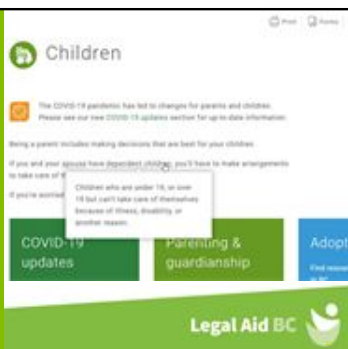 Print Forms
Children
The COVID-19 pandemic has led to changes for parents and children.
Please see our new COVID-19 updates section for up-to-date information.
Being a parent includes making decisions that are best for your children.
If you and your spouse have dependent children, you'll have to make arrangements
to take care of
Children who are under 19, or over
19 but can't take care of themselves
because of illness, disability, or
another reason.
If you're worried
COVID-19
updates
Parenting &
guardianship
Adopt
Find
in BC
Legal Aid BC